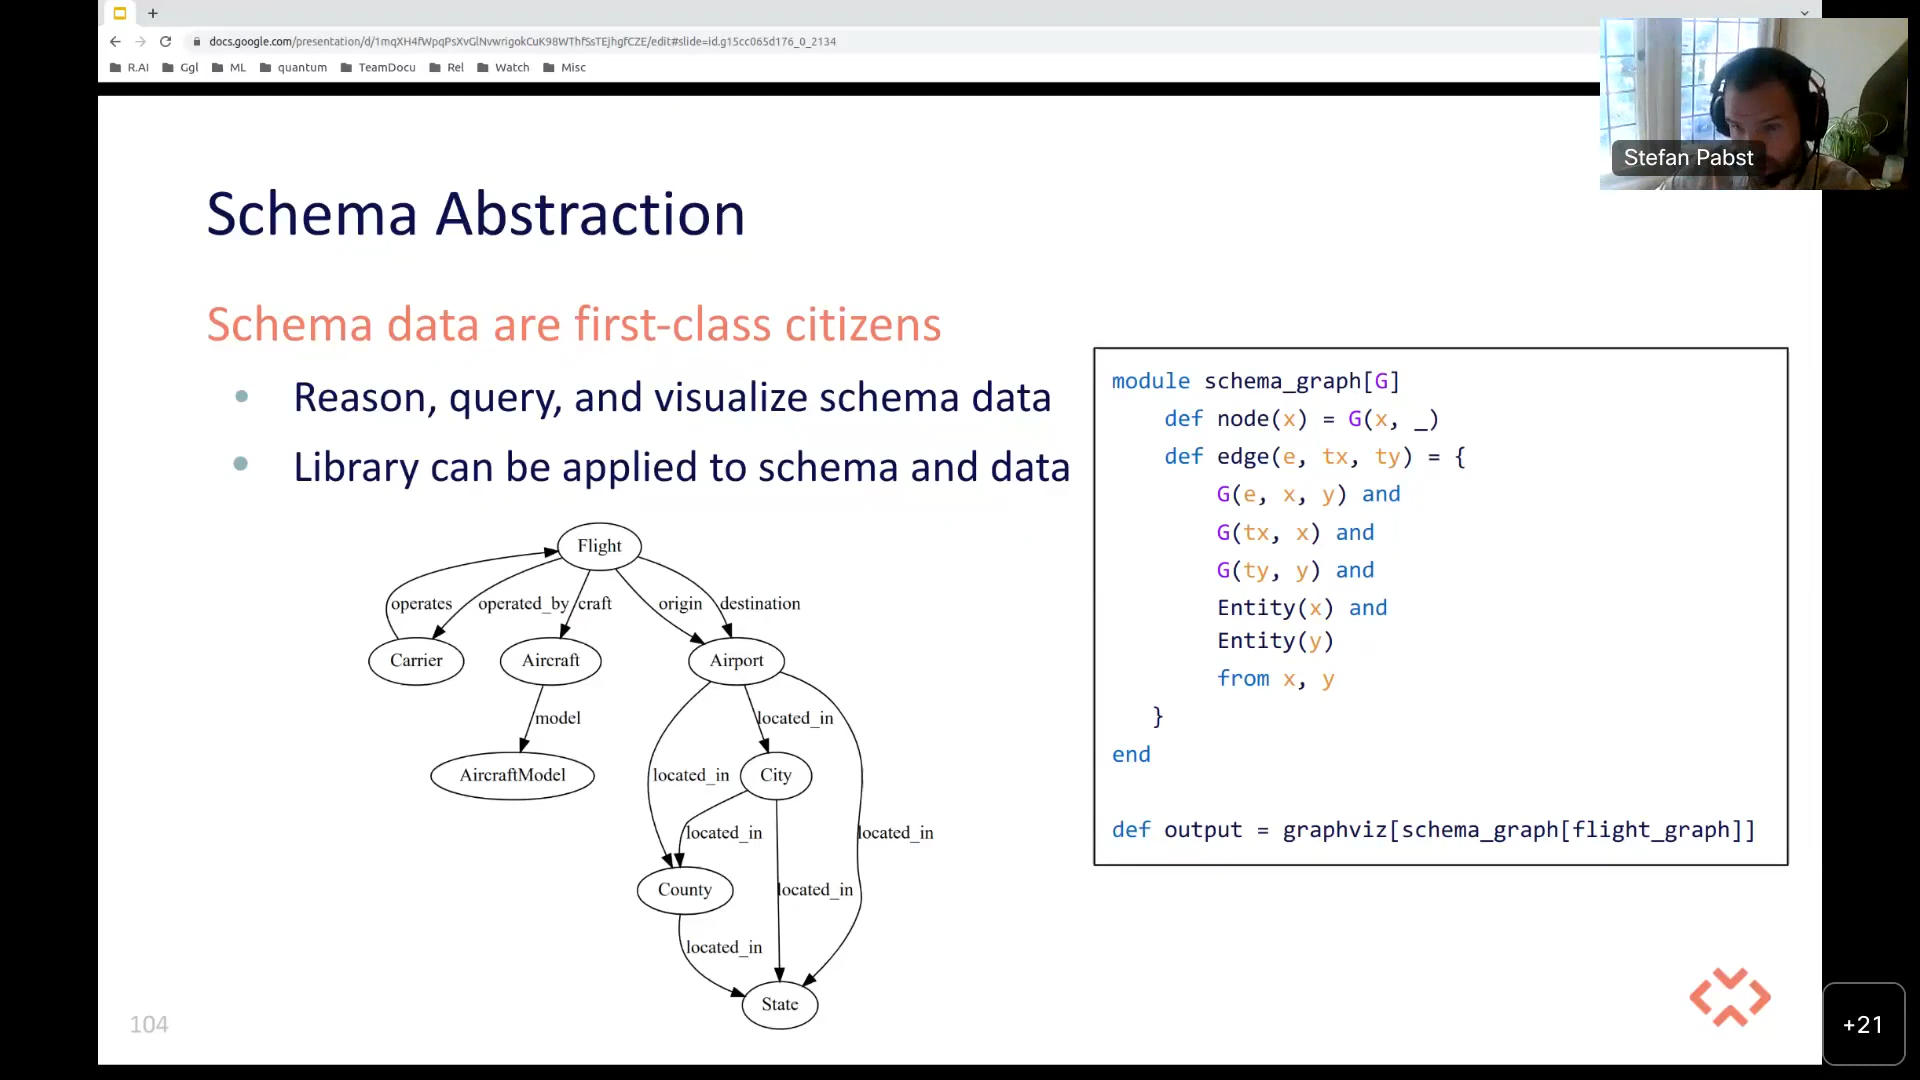 docs.google.com/presentation/d/1mqXH4fWpqPsXvGlNvwrigokCuK98WThfSsTEjhgfCZE/edit#slide=id.g15cc065d176_0_2134
R.AI Ggl ML quantum TeamDocu Rel Watch Misc
Stefan Pabst
Schema Abstraction
Schema data are first-class citizens
• Reason, query, and visualize schema data
• Library can be applied to schema and data
Flight
operates operated_by craft origin destination
Carrier Aircraft Airport
model located_in
AircraftModel located_in City
located_in located_in
County located_in
located_in
State
module schema_graph[G]
def node(x) = G(x, _)
def edge(e, tx, ty) = {
G(e, x, y) and
G(tx, x) and
G(ty, y) and
Entity(x) and
Entity(y)
from x, y
}
end
def output = graphviz[schema_graph[flight_graph]]
104
+21